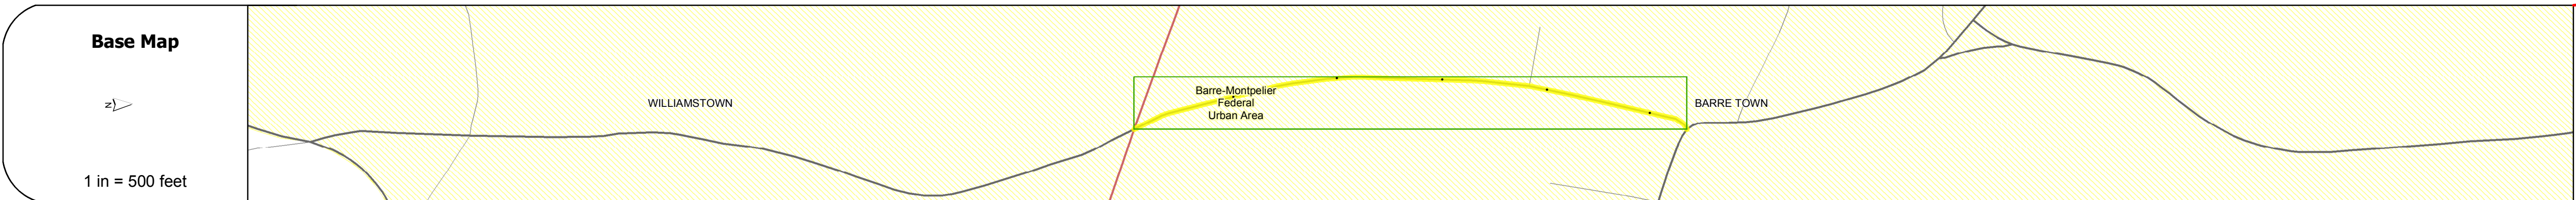 Base Map
N
1 in = 500 feet
WILLIAMSTOWN
Barre-Montpelier
Federal
Urban Area
BARRE TOWN